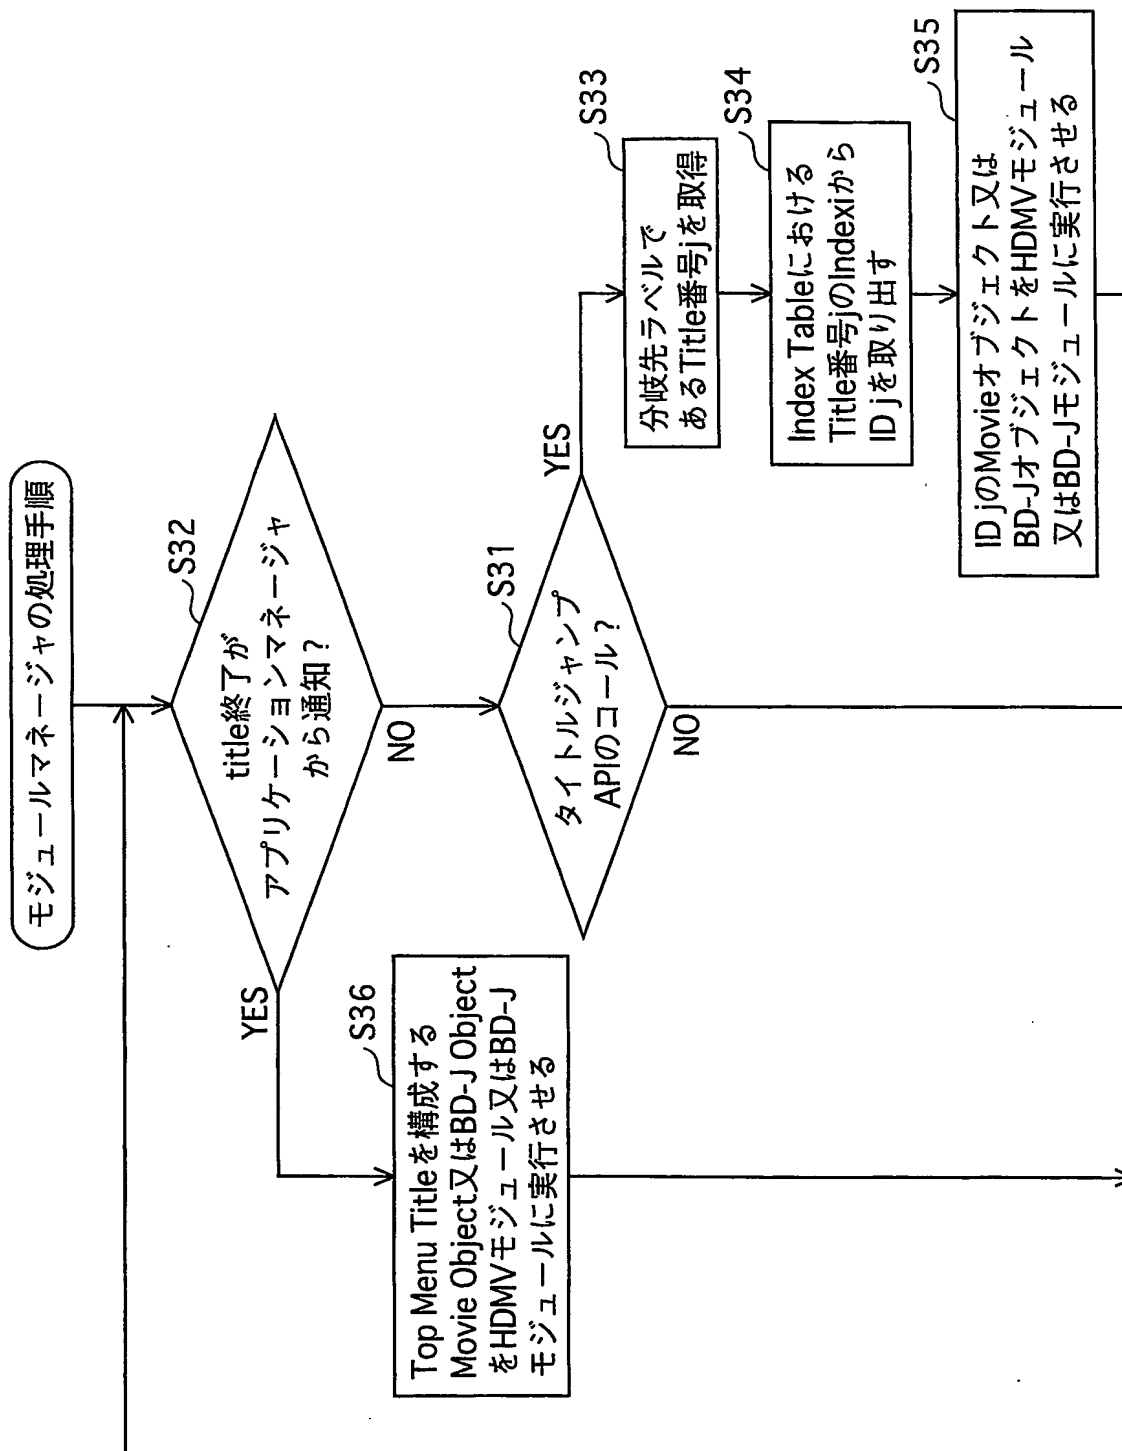 モジュールマネージャの処理手順
S32
title終了が
アプリケーションマネージャ
から通知？
YES
NO
S36
Top Menu Titleを構成する
Movie Object又はBD-J Object
をHDMVモジュール又はBD-J
モジュールに実行させる
S31
タイトルジャンプ
APIのコール？
YES
NO
S33
分岐先ラベルで
あるTitle番号jを取得
S34
Index Tableにおける
Title番号jのIndexiから
ID jを取り出す
S35
ID jのMovieオブジェクト又は
BD-JオブジェクトをHDMVモジュール
又はBD-Jモジュールに実行させる